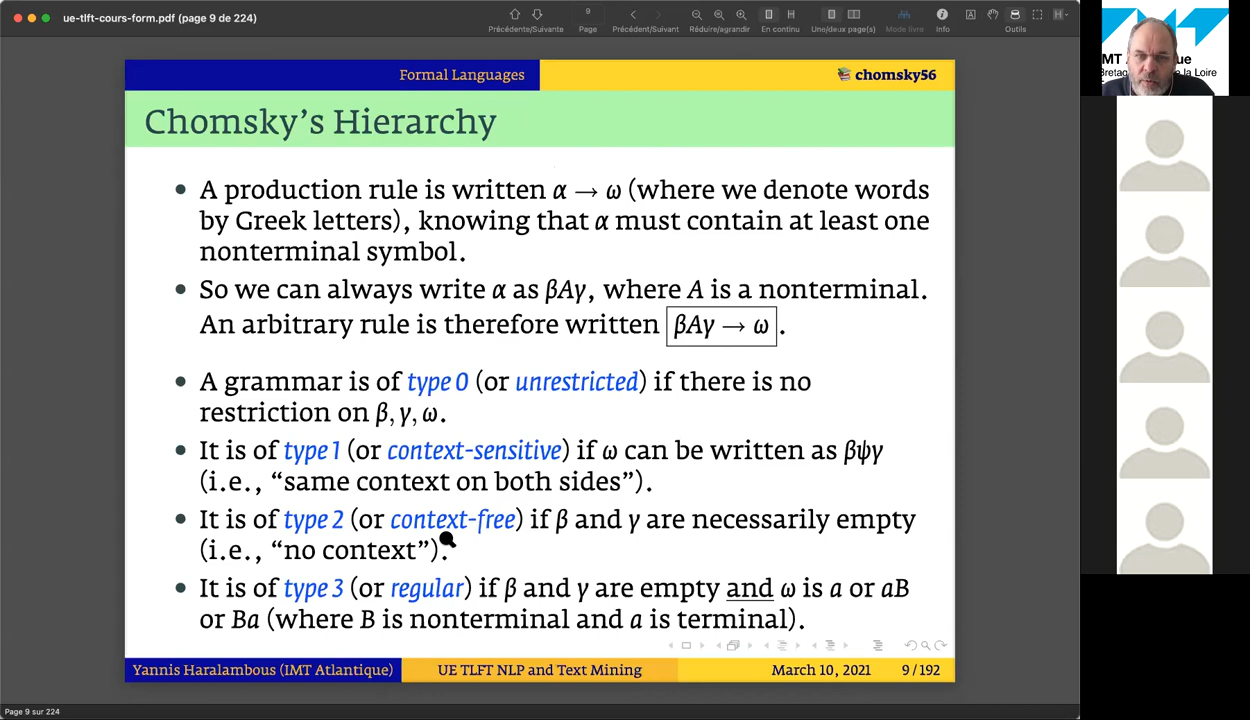 ue-tlft-cours-form.pdf (page 9 de 224)
9
Précédente/Suivante
Page
Précédent/Suivant
Réduire/agrandir
En continu
Une/deux page(s)
Mode livre
Info
Outils
Formal Languages
chomsky56
Chomsky's Hierarchy
• A production rule is written α → ω (where we denote words
by Greek letters), knowing that α must contain at least one
nonterminal symbol.
• So we can always write α as βAγ, where A is a nonterminal.
An arbitrary rule is therefore written βAγ → ω .
• A grammar is of type 0 (or unrestricted) if there is no
restriction on β, γ, ω.
• It is of type 1 (or context-sensitive) if ω can be written as βψγ
(i.e., “same context on both sides”).
• It is of type 2 (or context-free) if β and γ are necessarily empty
(i.e., “no context”).
• It is of type 3 (or regular) if β and γ are empty and ω is a or aB
or Ba (where B is nonterminal and a is terminal).
Yannis Haralambous (IMT Atlantique)
UE TLFT NLP and Text Mining
March 10, 2021
9 / 192
Page 9 sur 224